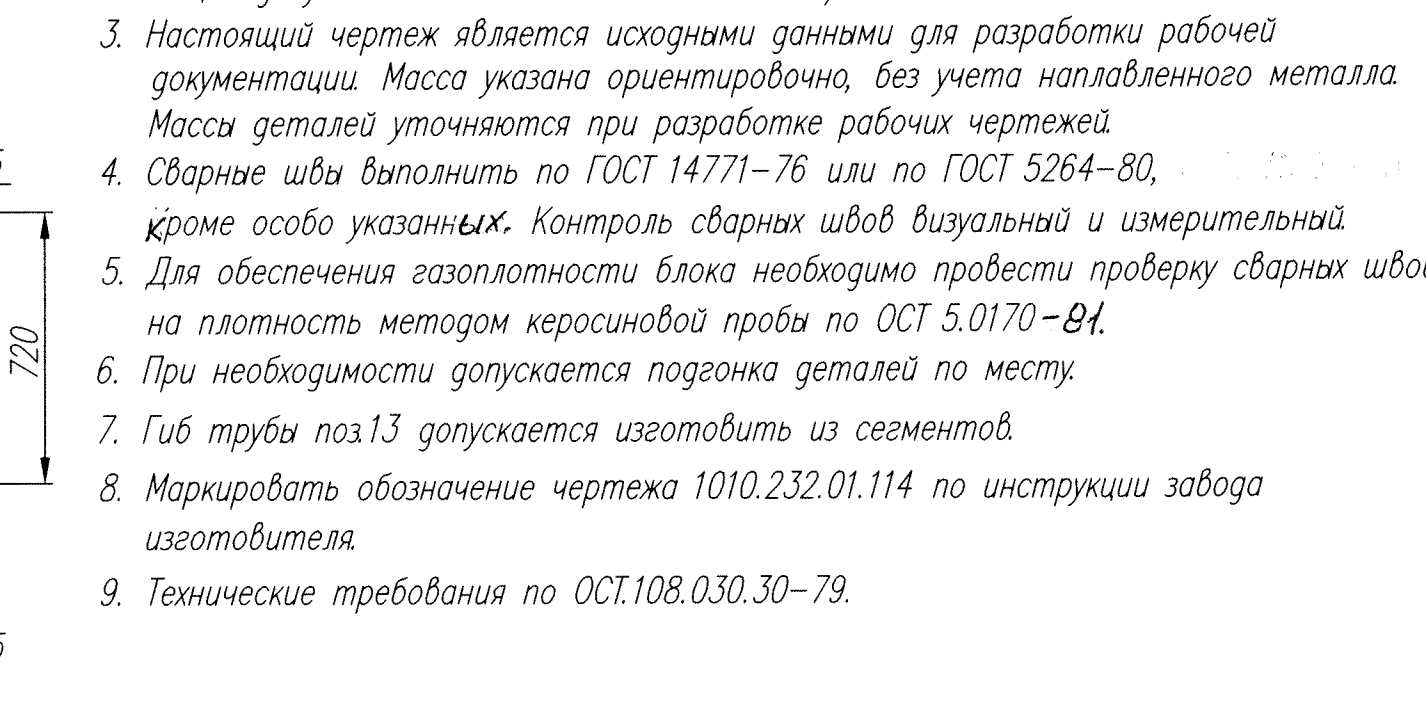 3. Настоящий чертеж является исходными данными для разработки рабочей
документации. Масса указана ориентировочно, без учета наплавленного металла.
Массы деталей уточняются при разработке рабочих чертежей.
4. Сварные швы выполнить по ГОСТ 14771-76 или по ГОСТ 5264-80,
кроме особо указанных. Контроль сварных швов визуальный и измерительный.
5. Для обеспечения газоплотности блока необходимо провести проверку сварных
на плотность методом керосиновой пробы по ОСТ 5.0170-81.
720
6. При необходимости допускается подгонка деталей по месту.
7. Гиб трубы поз.13 допускается изготовить из сегментов.
8. Маркировать обозначение чертежа 1010.232.01.114 по инструкции завода
изготовителя.
9. Технические требования по ОСТ.108.030.30-79.